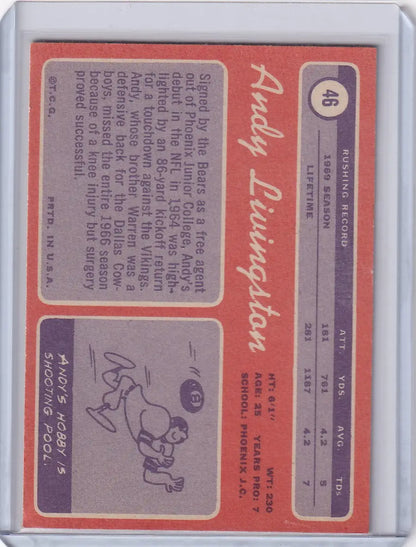 46
RUSHING RECORD ATT. YDS. AVG. TDs
1969 SEASON 181 761 4.2 5
LIFETIME 281 1187 4.2 7
Andy Livingston
HT: 6'1" WT: 230
AGE: 25 YEARS PRO: 7
SCHOOL: PHOENIX J.C.
Signed by the Bears as a free agent
out of Phoenix Junior College, Andy's
debut in the NFL in 1964 was high-
lighted by an 86-yard kickoff return
for a touchdown against the Vikings.
Andy, whose brother Warren was a
defensive back for the Dallas Cow-
boys, missed the entire 1966 season
because of a knee injury but surgery
proved successful.
©T.C.G. PRTD. IN U.S.A.
8
ANDY'S HOBBY IS
SHOOTING POOL.